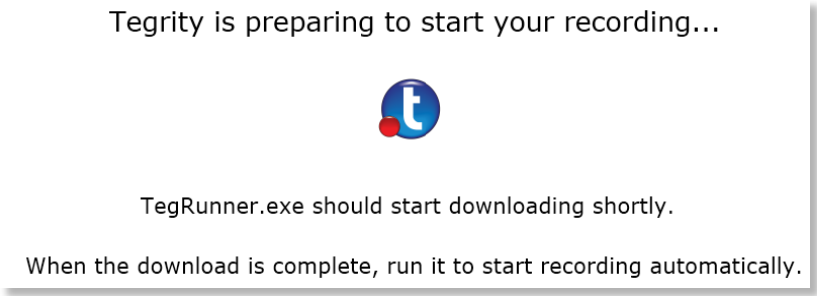 Tegrity is preparing to start your recording...
t
TegRunner.exe should start downloading shortly.
When the download is complete, run it to start recording automatically.